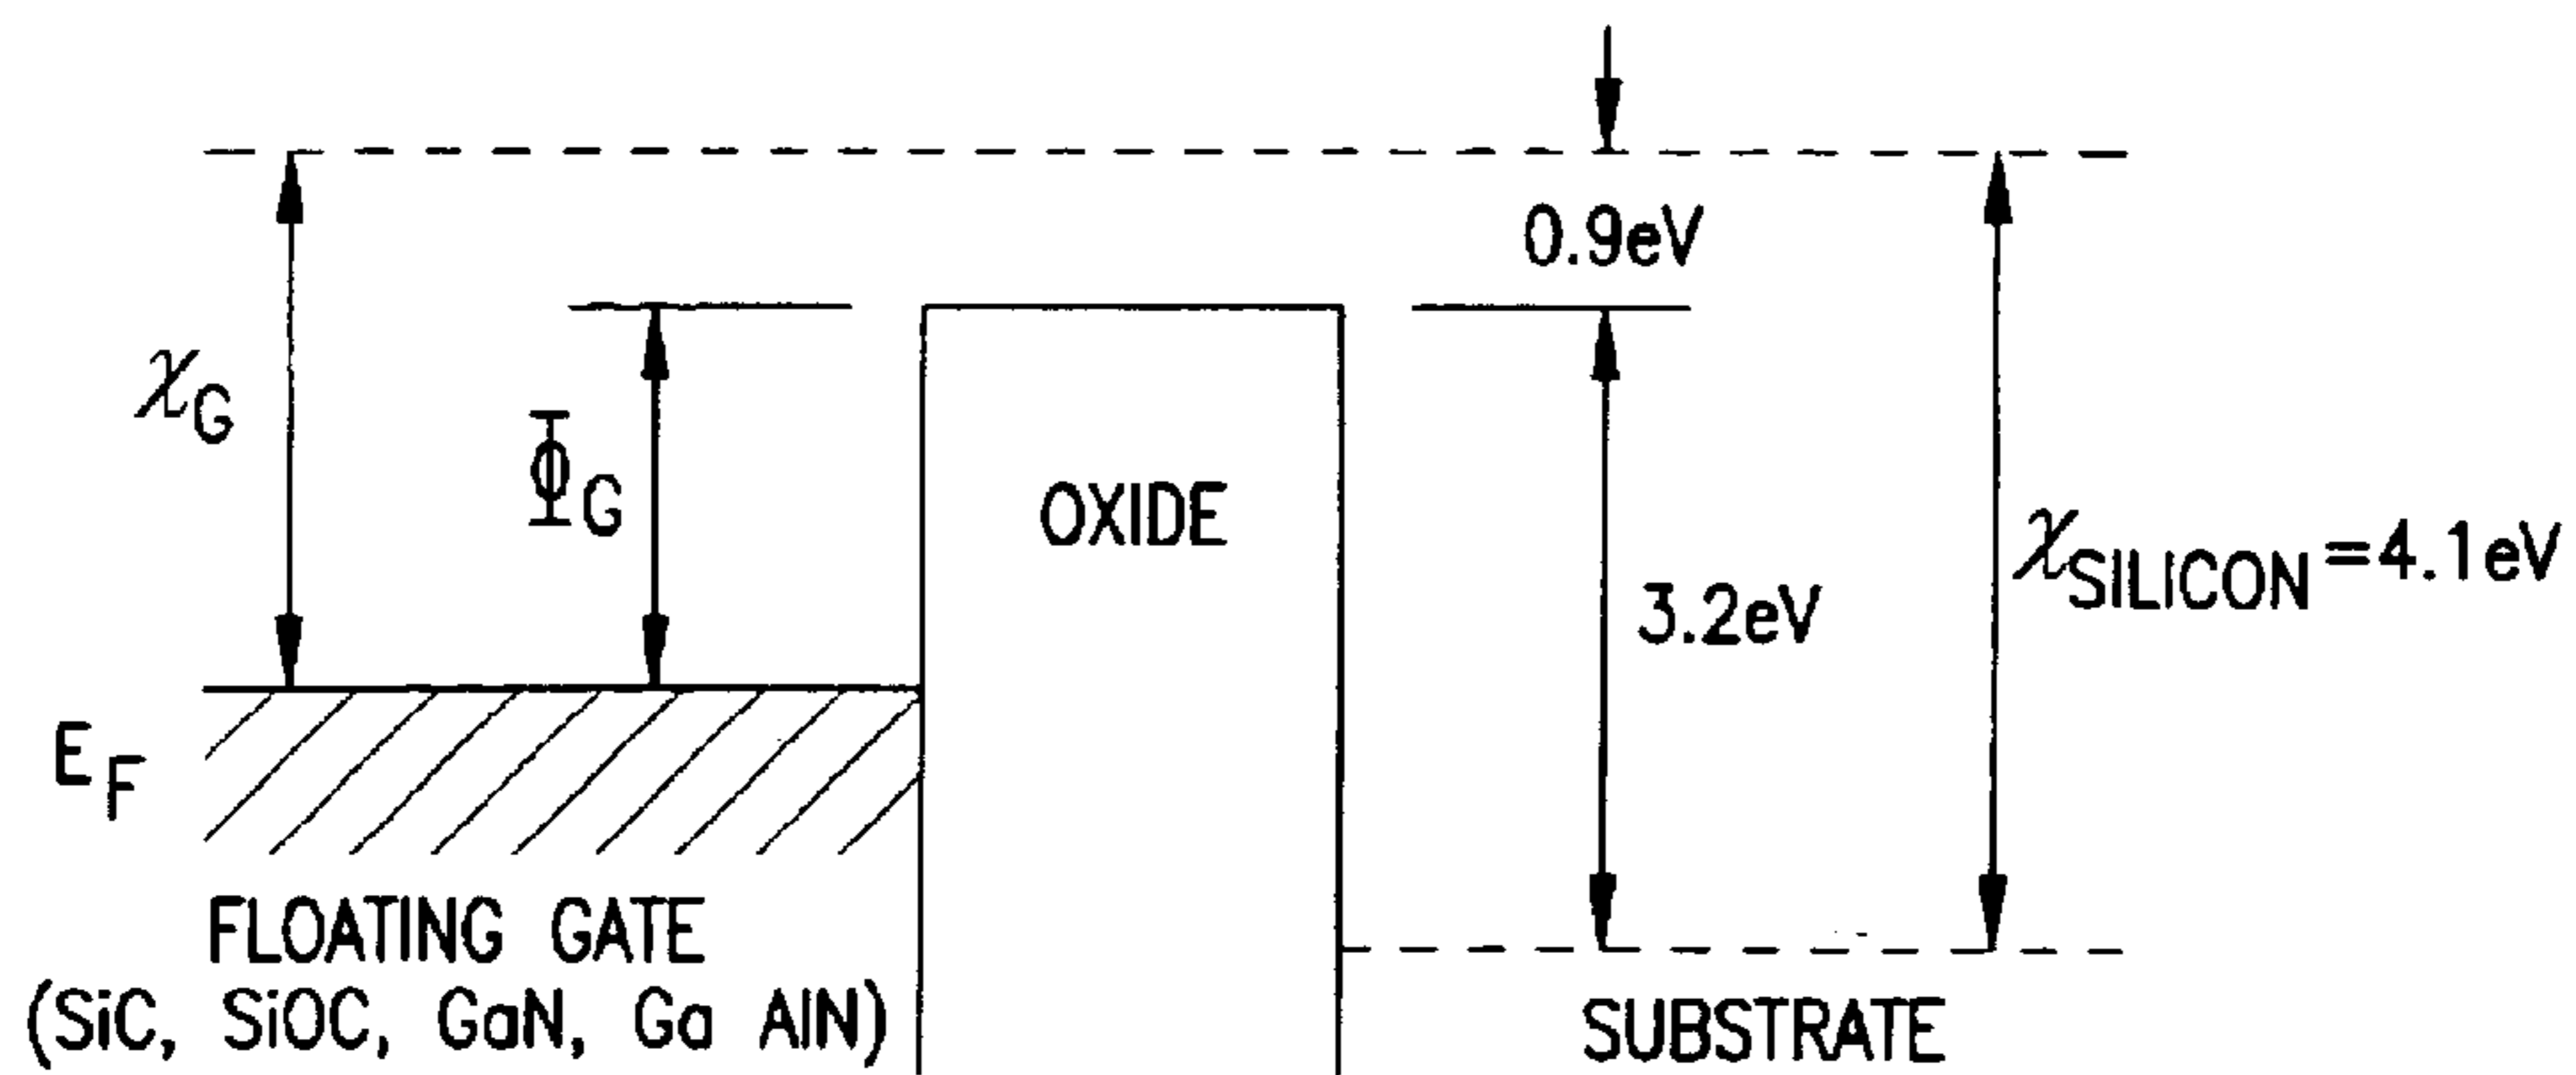 0.9eV
χG
ΦG
OXIDE
χSILICON=4.1eV
3.2eV
EF
FLOATING GATE
(SiC, SiOC, GaN, Ga AlN)
SUBSTRATE